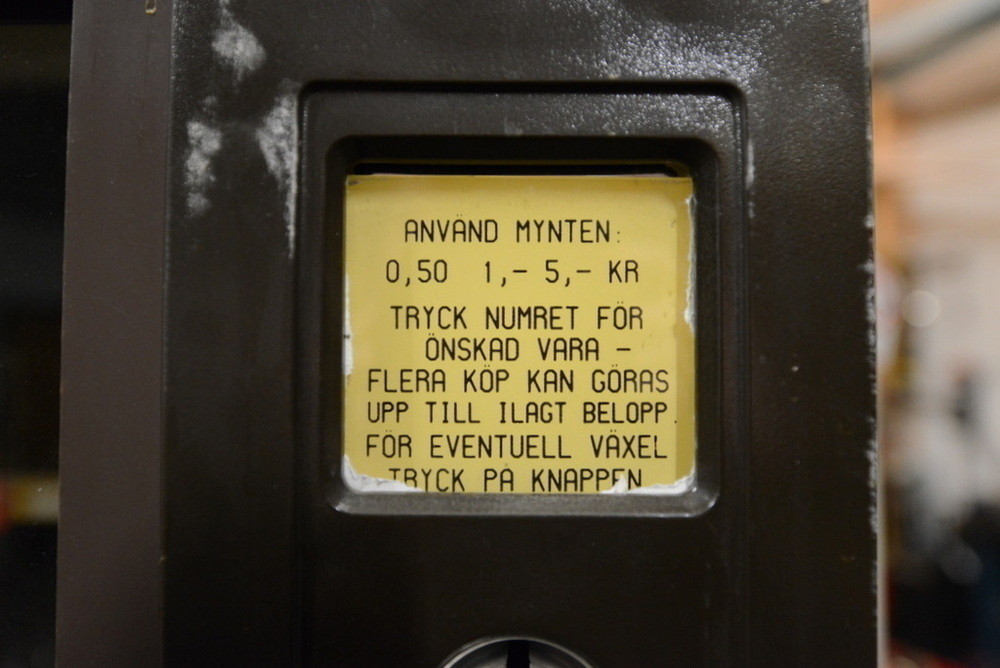 ANVÄND MYNTEN:
0,50 1,- 5,- KR
TRYCK NUMRET FÖR
ÖNSKAD VARA -
FLERA KÖP KAN GÖRAS
UPP TILL ILAGT BELOPP.
FÖR EVENTUELL VÄXEL
TRYCK PÅ KNAPPEN